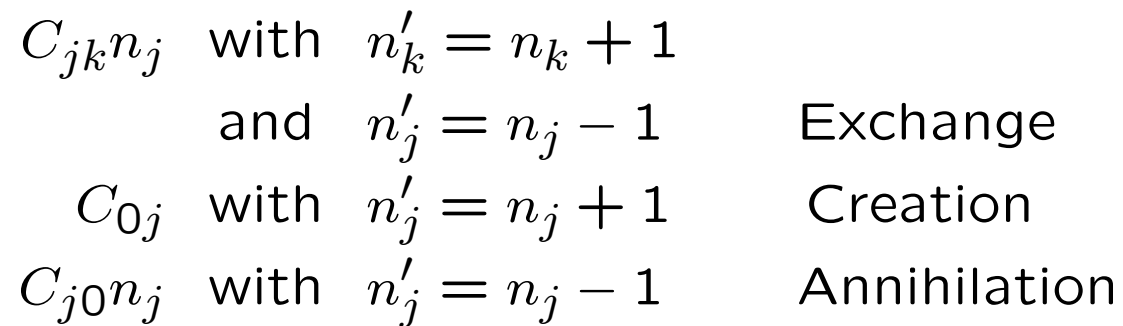 C_{jk}n_j with n'_k = n_k + 1
and n'_j = n_j − 1 Exchange
C_{0j} with n'_j = n_j + 1 Creation
C_{j0}n_j with n'_j = n_j − 1 Annihilation